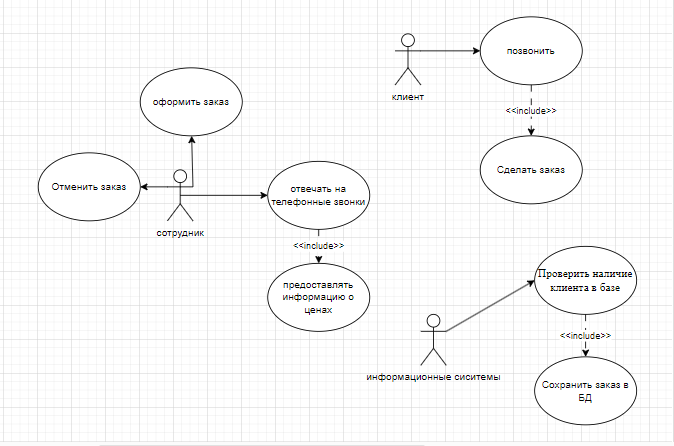 позвонить
клиент
<<include>>
оформить заказ
Сделать заказ
Отменить заказ
отвечать на
телефонные звонки
сотрудник
<<include>>
предоставлять
информацию о
ценах
Проверить наличие
клиента в базе
<<include>>
информационные сиситемы
Сохранить заказ в
БД